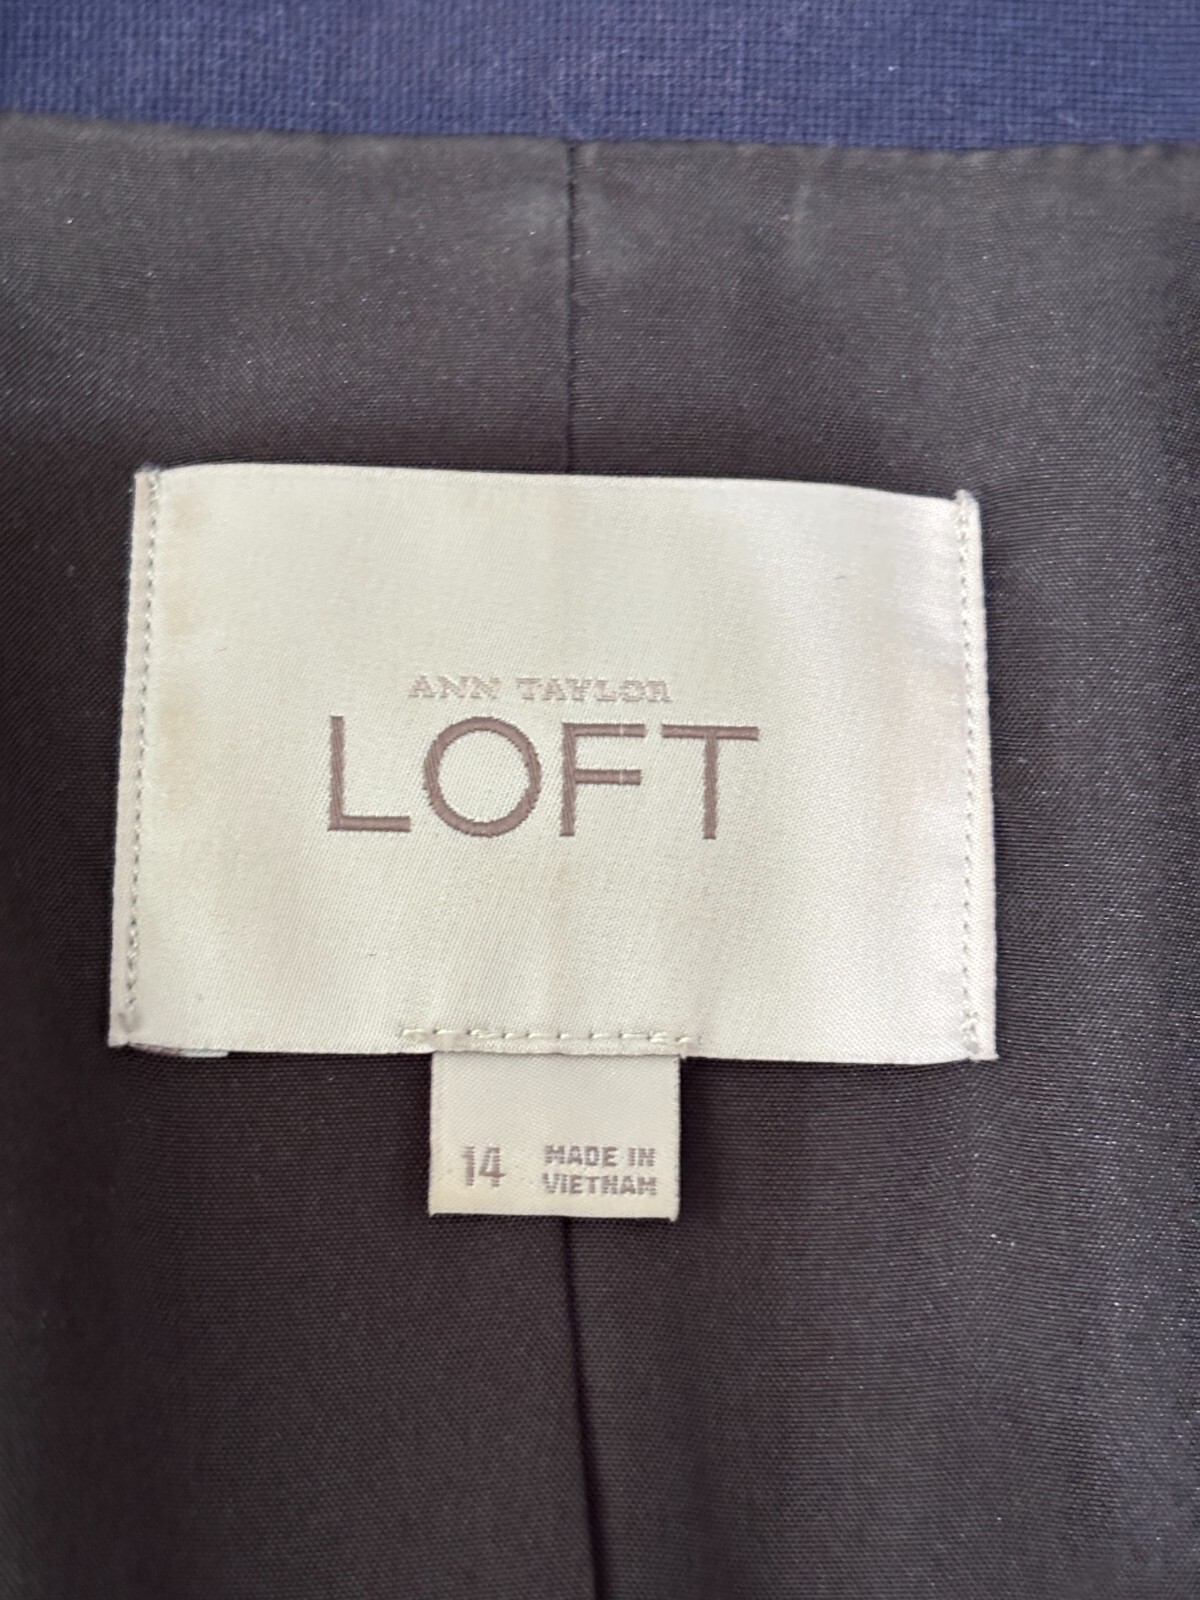 ANN TAYLOR
LOFT
14
MADE IN
VIETNAM